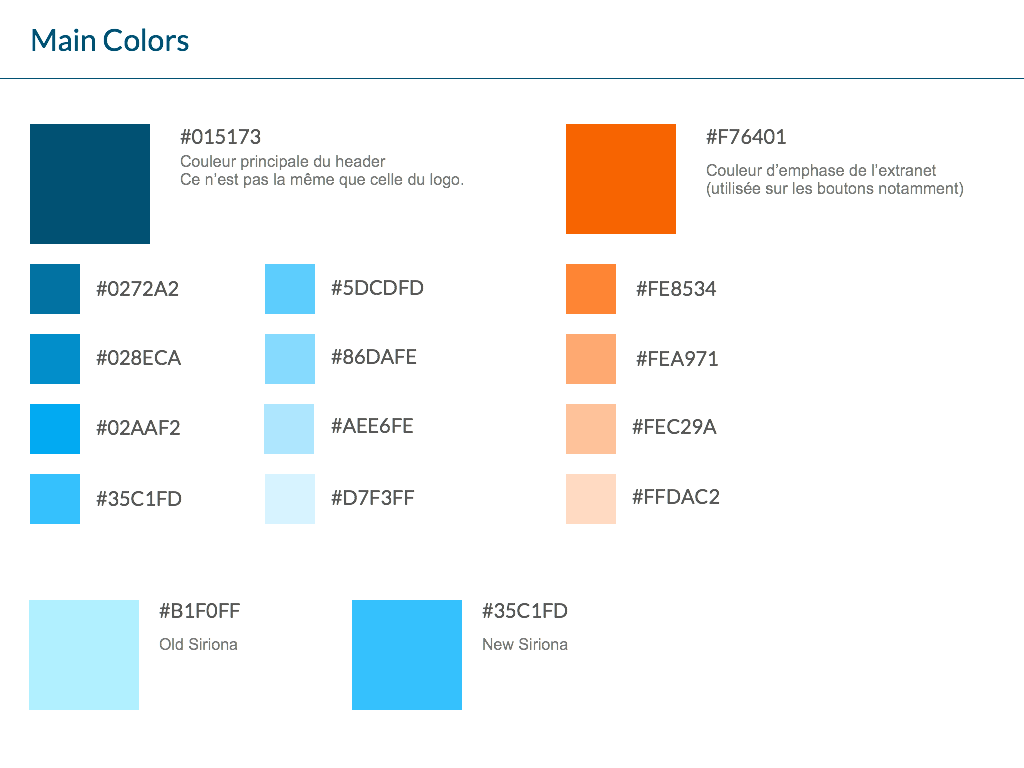 Main Colors
#015173
Couleur principale du header
Ce n'est pas la même que celle du logo.
#F76401
Couleur d'emphase de l'extranet
(utilisée sur les boutons notamment)
#0272A2
#5DCDFD
#FE8534
#028ECA
#86DAFE
#FEA971
#02AAF2
#AEE6FE
#FEC29A
#35C1FD
#D7F3FF
#FFDAC2
#B1F0FF
Old Siriona
#35C1FD
New Siriona